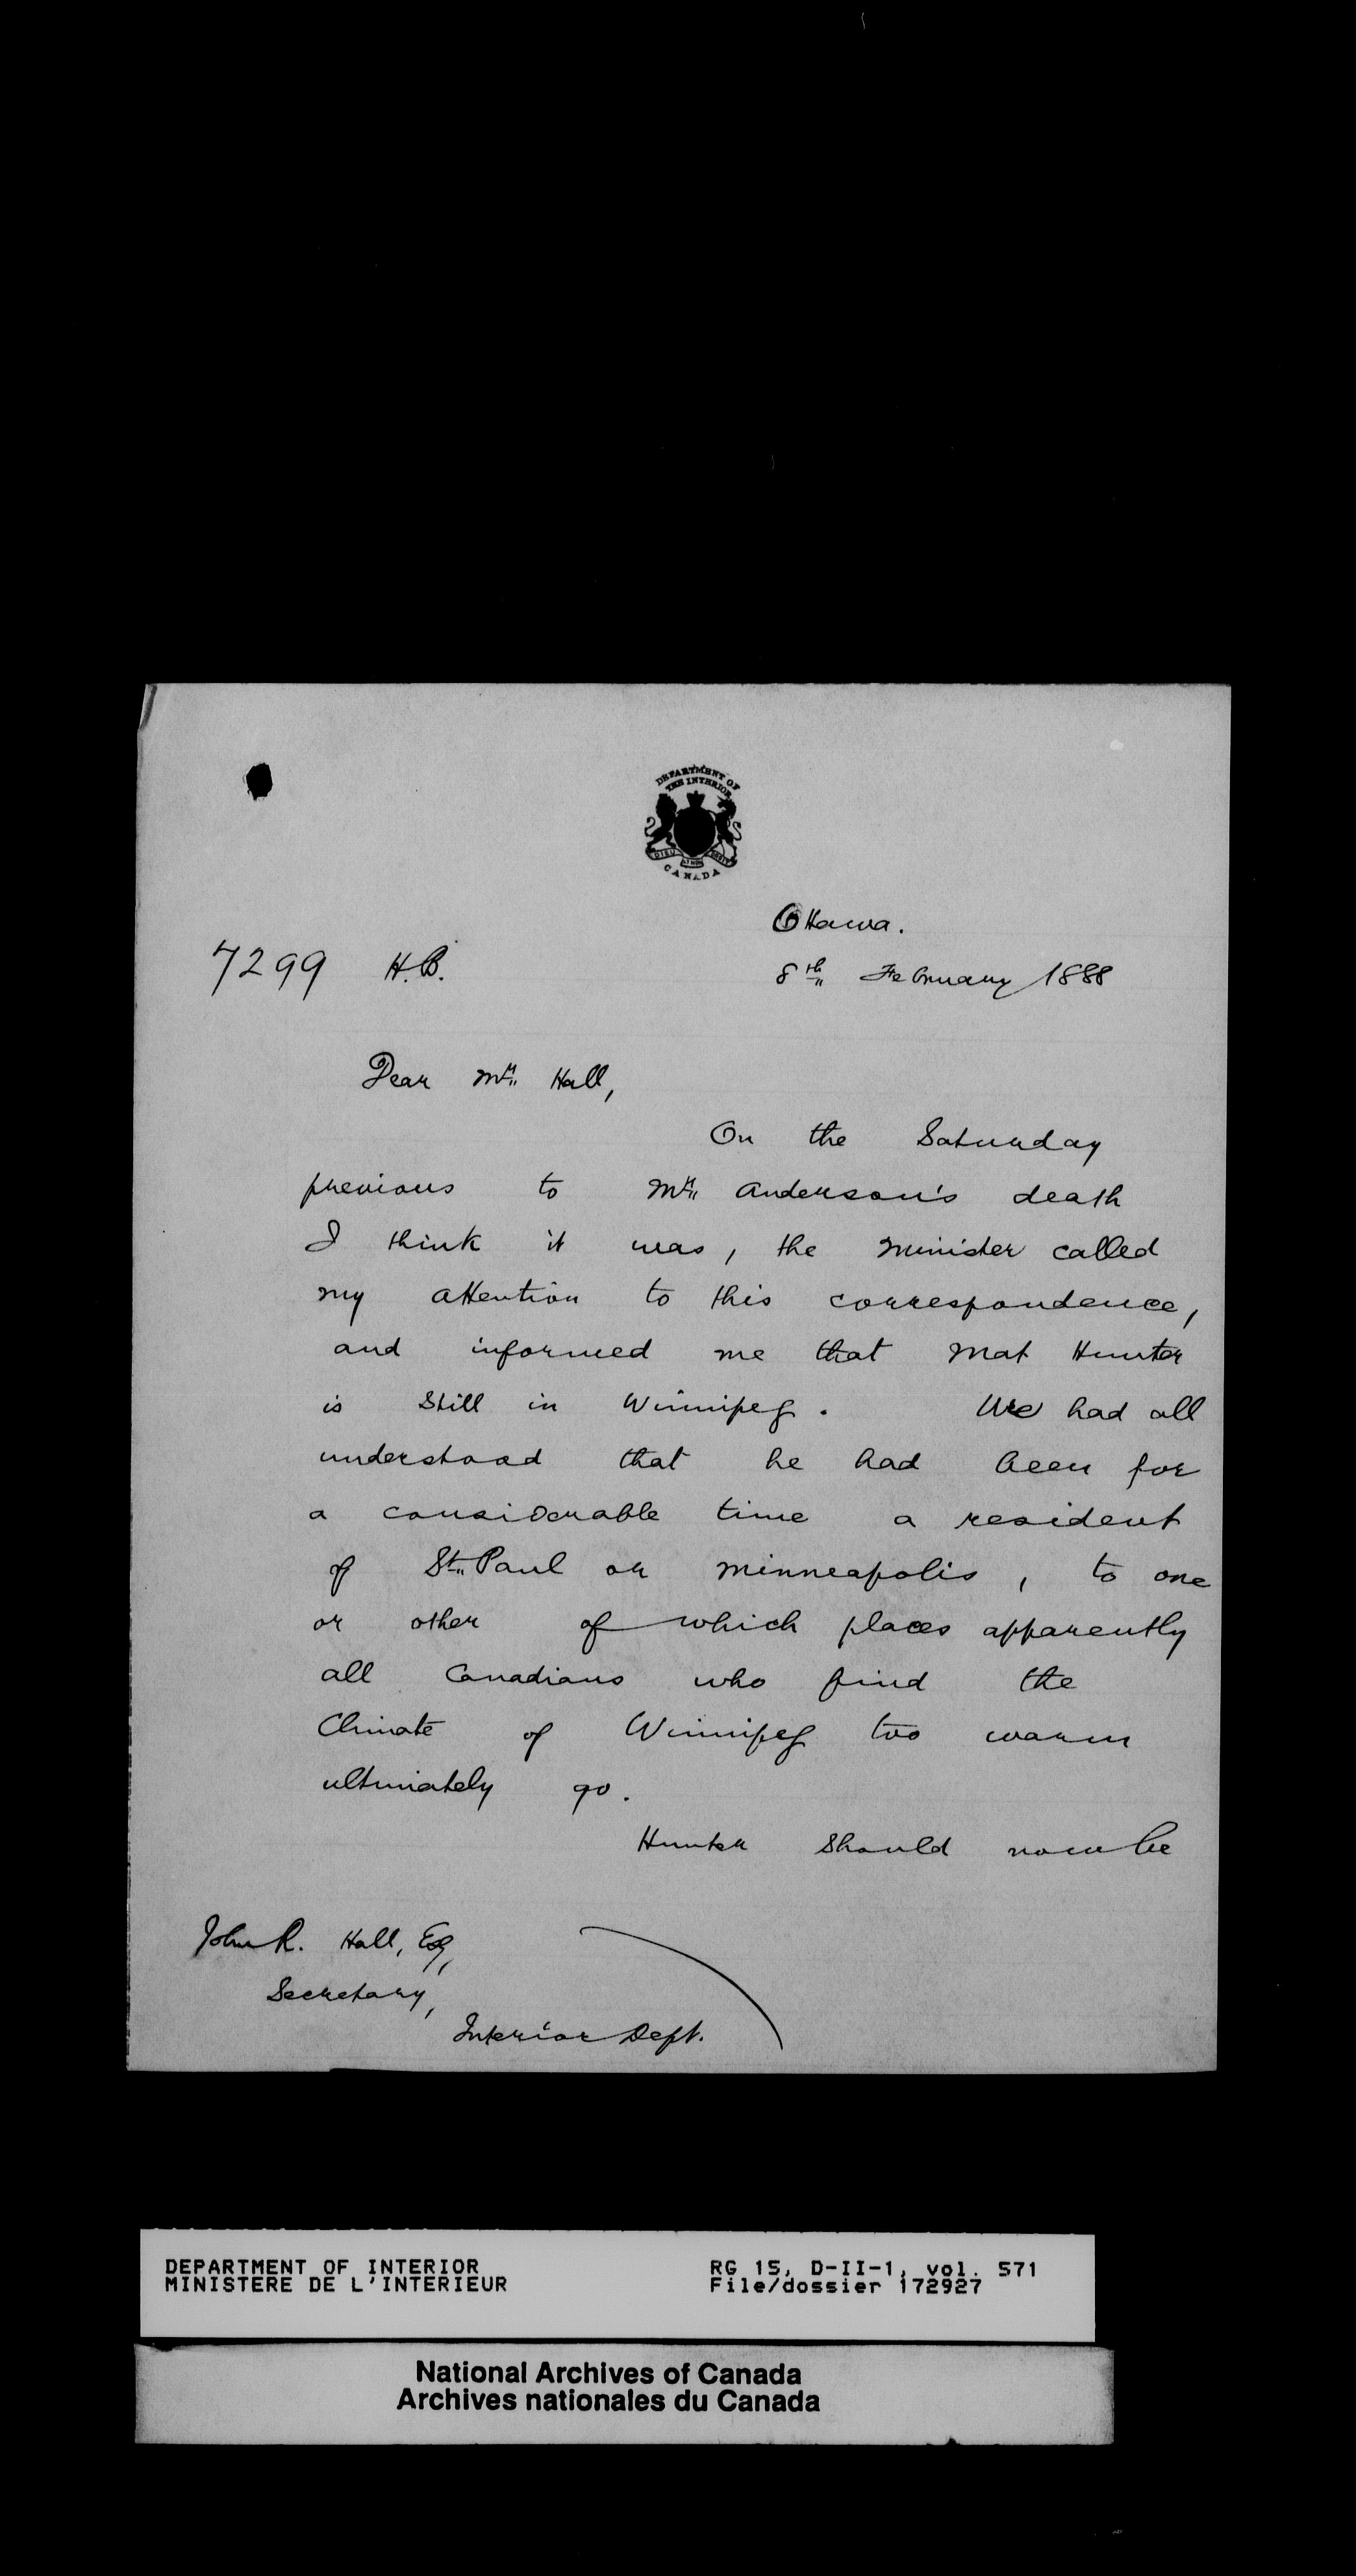 DEPARTMENT OF
THE INTERIOR
CANADA
Ottawa.
7299 H.B.
8th February 1888
Dear Mr. Hall,
On the Saturday
previous to Mr. Anderson's death
I think it was, the Minister called
my attention to this correspondence,
and informed me that Mat Hunter
is still in Winnipeg. We had all
understood that he had been for
a considerable time a resident
of St. Paul or Minneapolis, to one
or other of which places apparently
all Canadians who find the
Climate of Winnipeg too warm
ultimately go.
Hunter should now be
John R. Hall, Esq,
Secretary,
Interior Dept.
DEPARTMENT OF INTERIOR
MINISTERE DE L'INTERIEUR
RG 15, D-II-1, vol. 571
File/dossier 172927
National Archives of Canada
Archives nationales du Canada